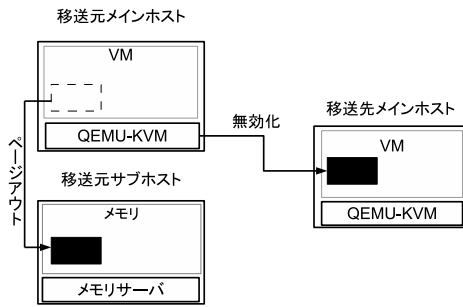 移送元メインホスト
VM
QEMU-KVM
無効化
ページアウト
移送元サブホスト
メモリ
メモリサーバ
移送先メインホスト
VM
QEMU-KVM